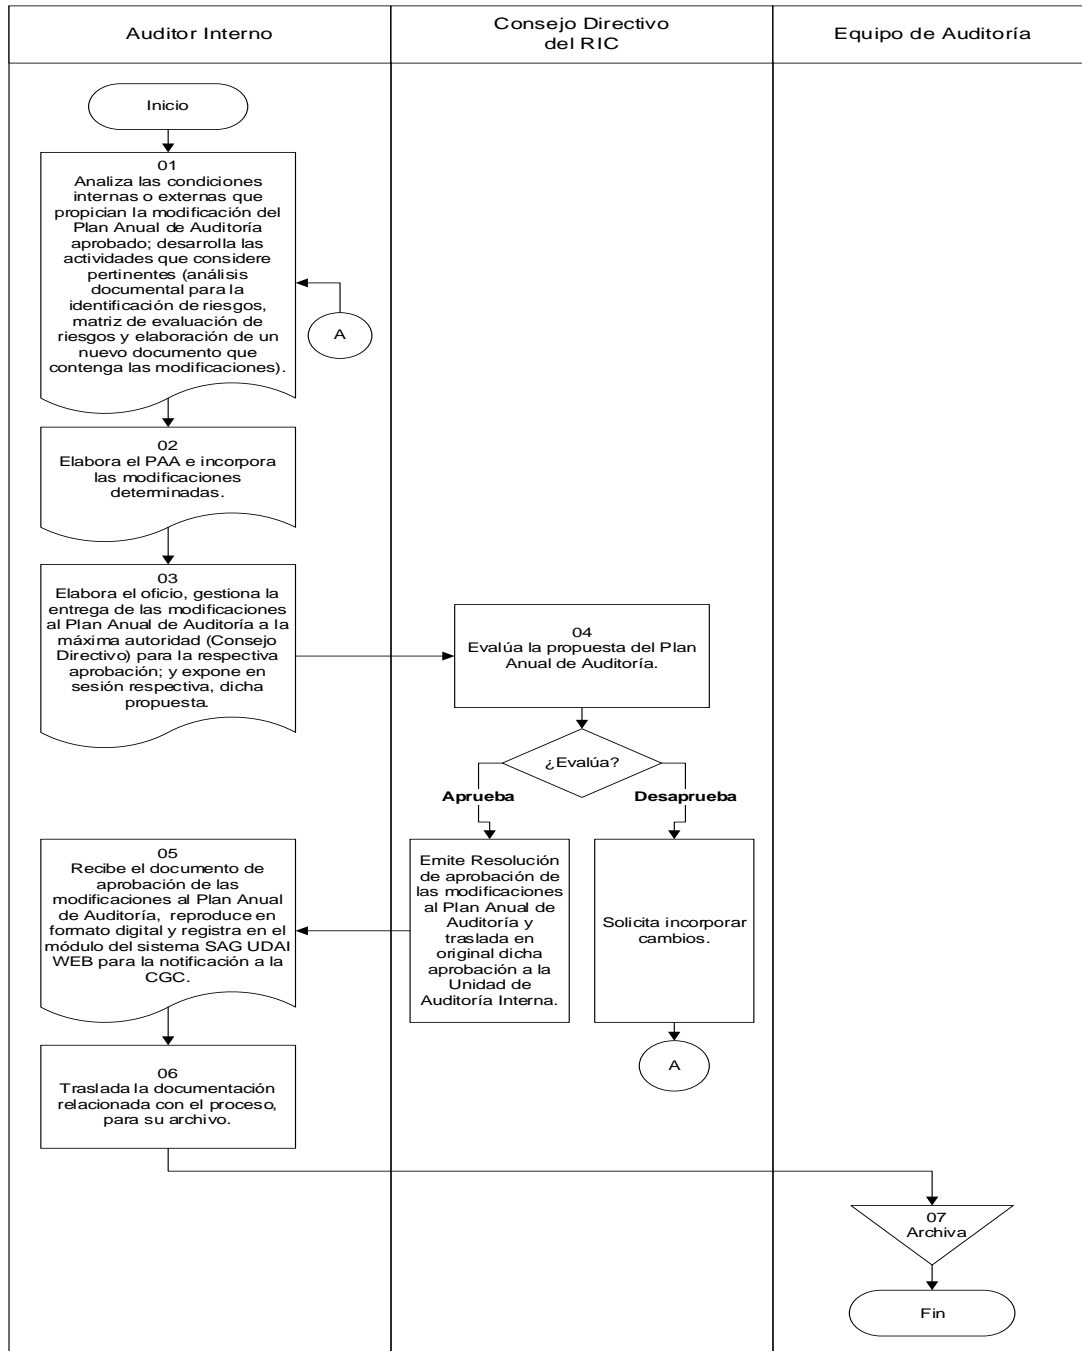 Auditor Interno
Consejo Directivo
del RIC
Equipo de Auditoría
Inicio
01
Analiza las condiciones
internas o externas que
propician la modificación del
Plan Anual de Auditoría
aprobado; desarrolla las
actividades que considere
pertinentes (análisis
documental para la
identificación de riesgos,
matriz de evaluación de
riesgos y elaboración de un
nuevo documento que
contenga las modificaciones).
A
02
Elabora el PAA e incorpora
las modificaciones
determinadas.
03
Elabora el oficio, gestiona la
entrega de las modificaciones
al Plan Anual de Auditoría a la
máxima autoridad (Consejo
Directivo) para la respectiva
aprobación; y expone en
sesión respectiva, dicha
propuesta.
04
Evalúa la propuesta del Plan
Anual de Auditoría.
¿Evalúa?
Aprueba
Desaprueba
Emite Resolución
de aprobación de
las modificaciones
al Plan Anual de
Auditoría y
traslada en
original dicha
aprobación a la
Unidad de
Auditoría Interna.
Solicita incorporar
cambios.
A
05
Recibe el documento de
aprobación de las
modificaciones al Plan Anual
de Auditoría, reproduce en
formato digital y registra en el
módulo del sistema SAG UDAI
WEB para la notificación a la
CGC.
06
Traslada la documentación
relacionada con el proceso,
para su archivo.
07
Archiva
Fin